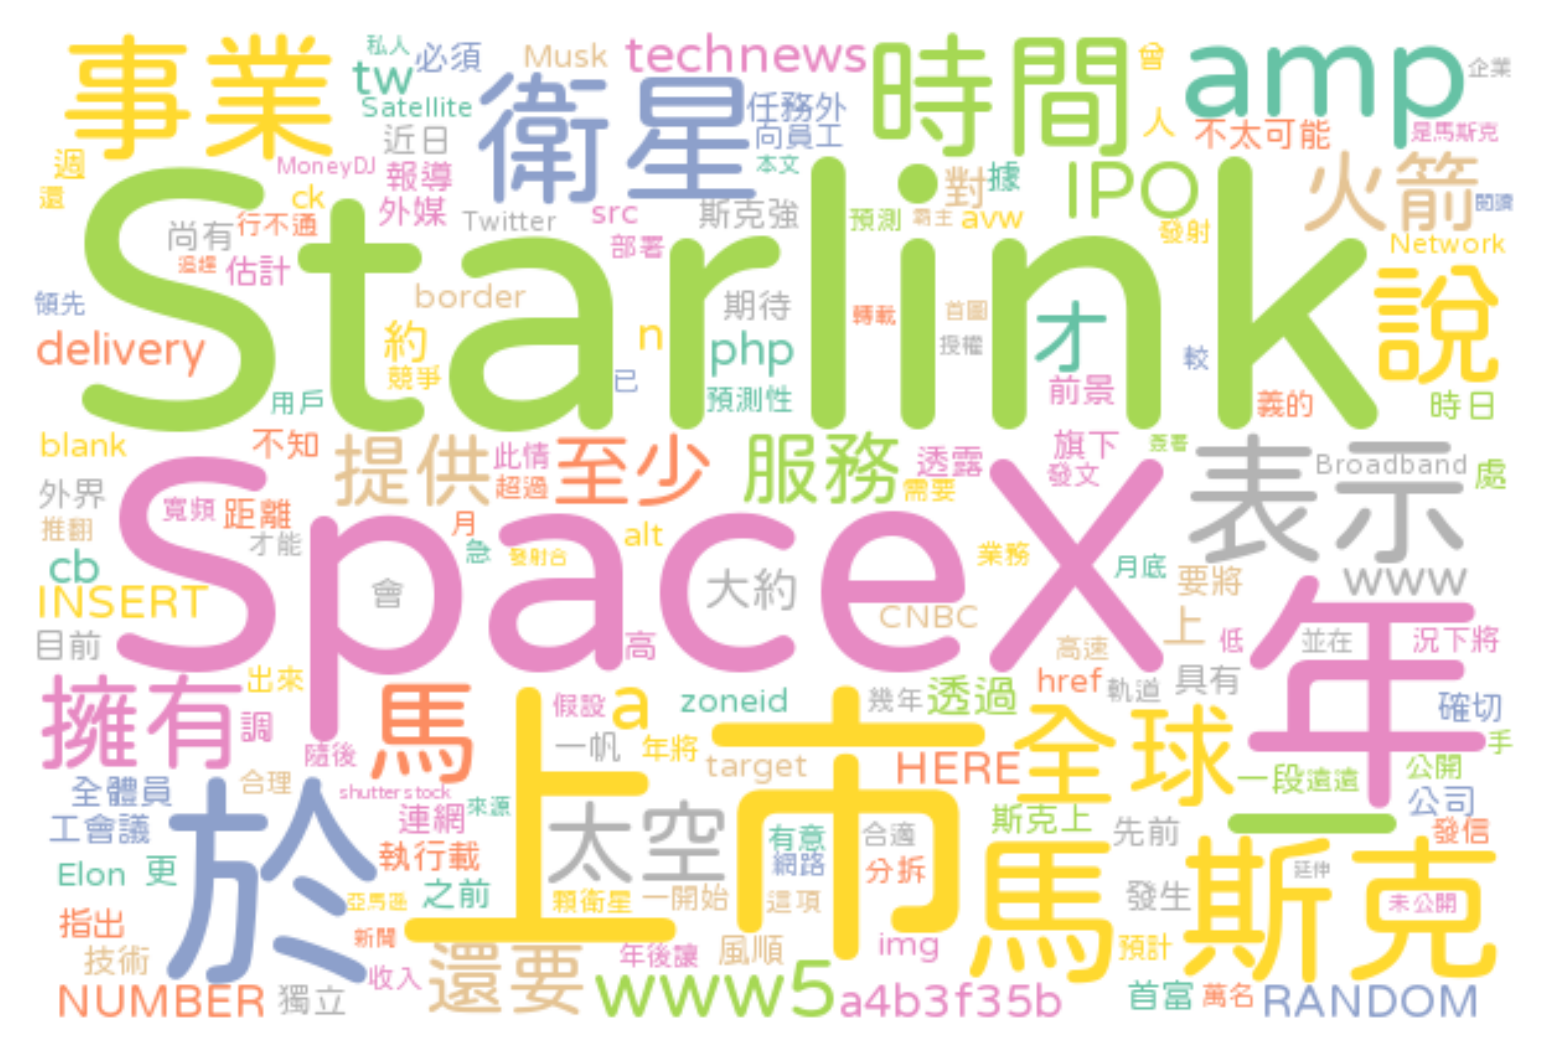 事業
私人
tw
必須
Musk
technews
時間
曾
amp
企業
Satellite
衛星
任務外
向員工
人
不太可能
是馬斯克
週
還
MoneyDJ
近日
報導
ck
外媒
Twitter
src
斯克強
本文
預測
霸主
對
據
avw
IPO
發射
火箭
閱讀
Network
尚有
行不通
追趕
估計
部署
Starlink
領先
border
期待
轉載
首圖
授權
才
說
delivery
約
競爭
n
已
php
預測性
較
前景
義的
時日
用戶
blank
不知
提供
此情
超過
至少
服務
透露
需要
旗下
發文
簽署
表示
Broadband
處
外界
推翻
寬頻
距離
才能
月
急
alt
發射台
SpaceX
業務
月底
要將
www
cb
INSERT
會
大約
CNBC
年
目前
高
高速
上
低
並在
況下將
擁有
出來
調
隨後
馬
假設
a
一帆
年將
zoneid
幾年
透過
href
軌道
具有
確切
手
上市
target
HERE
全球
一段
遠遠
公開
公司
全體員
工會議
合理
shutterstock
連網
來源
太空
有意
網路
合適
斯克上
先前
一
發信
Elon
更
於
執行載
之前
亞馬遜
顆衛星
一開始
這項
分拆
馬
發生
斯克
延伸
未公開
指出
技術
新聞
收入
還要
年後讓
風順
img
預計
NUMBER
獨立
www5
a4b3f35b
首富
萬名
RANDOM